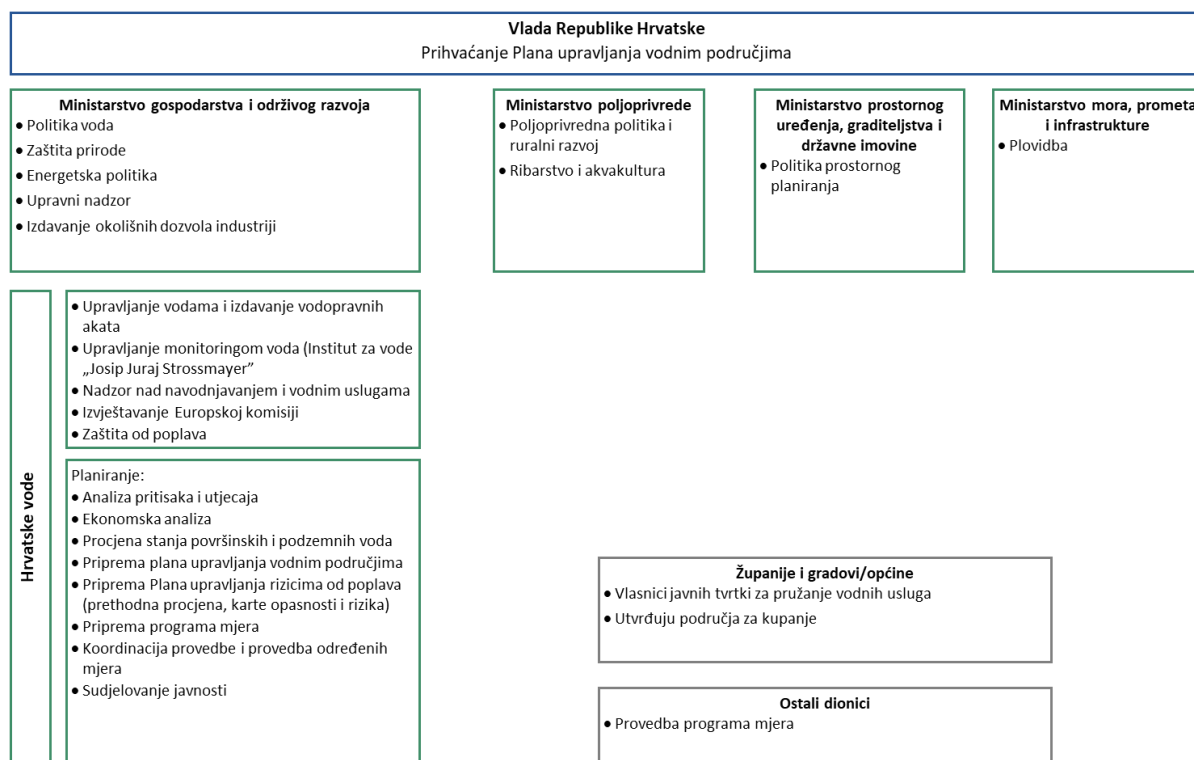 Vlada Republike Hrvatske
Prihvaćanje Plana upravljanja vodnim područjima
Ministarstvo gospodarstva i održivog razvoja
• Politika voda
• Zaštita prirode
• Energetska politika
• Upravni nadzor
• Izdavanje okolišnih dozvola industriji
Ministarstvo poljoprivrede
• Poljoprivredna politika i
ruralni razvoj
• Ribarstvo i akvakultura
Ministarstvo prostornog
uređenja, graditeljstva i
državne imovine
• Politika prostornog
planiranja
Ministarstvo mora, prometa
i infrastrukture
• Plovidba
Hrvatske vode
• Upravljanje vodama i izdavanje vodopravnih
akata
• Upravljanje monitoringom voda (Institut za vode
„Josip Juraj Strossmayer”
• Nadzor nad navodnjavanjem i vodnim uslugama
• Izvještavanje Europskoj komisiji
• Zaštita od poplava
Planiranje:
• Analiza pritisaka i utjecaja
• Ekonomska analiza
• Procjena stanja površinskih i podzemnih voda
• Priprema plana upravljanja vodnim područjima
• Priprema Plana upravljanja rizicima od poplava
(prethodna procjena, karte opasnosti i rizika)
• Priprema programa mjera
• Koordinacija provedbe i provedba određenih
mjera
• Sudjelovanje javnosti
Županije i gradovi/općine
• Vlasnici javnih tvrtki za pružanje vodnih usluga
• Utvrđuju područja za kupanje
Ostali dionici
• Provedba programa mjera